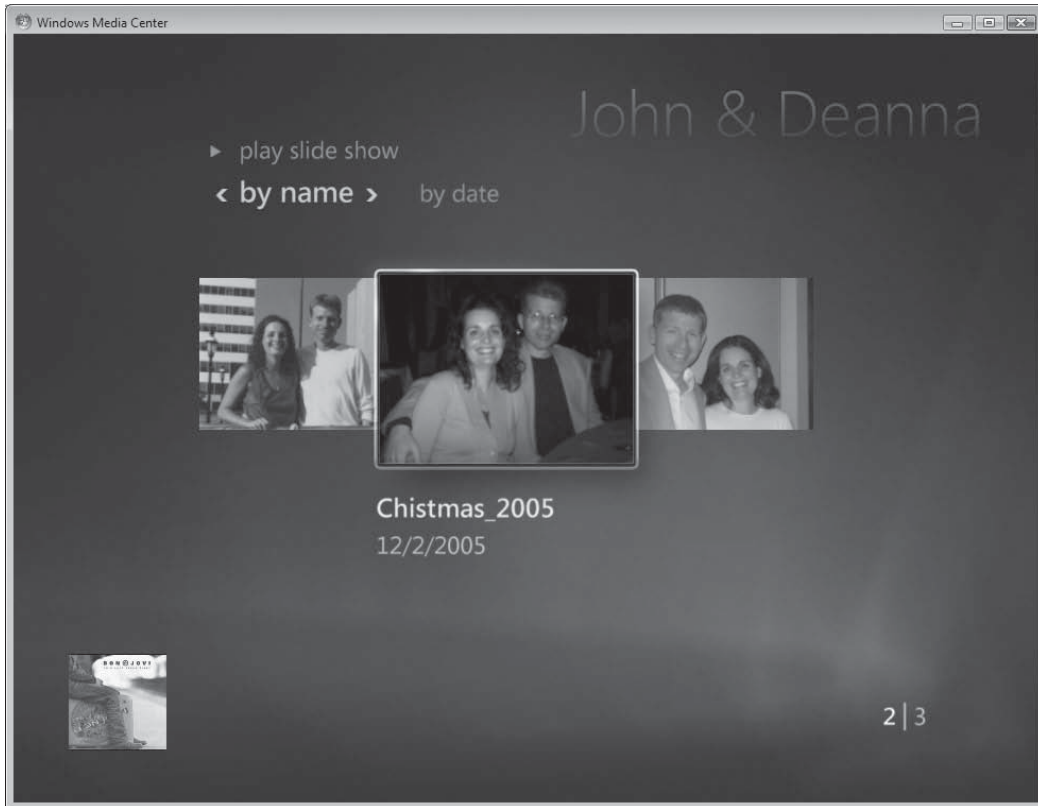 Windows Media Center
John & Deanna
play slide show
‹ by name ›   by date
Chistmas_2005
12/2/2005
BON JOVI
2 | 3